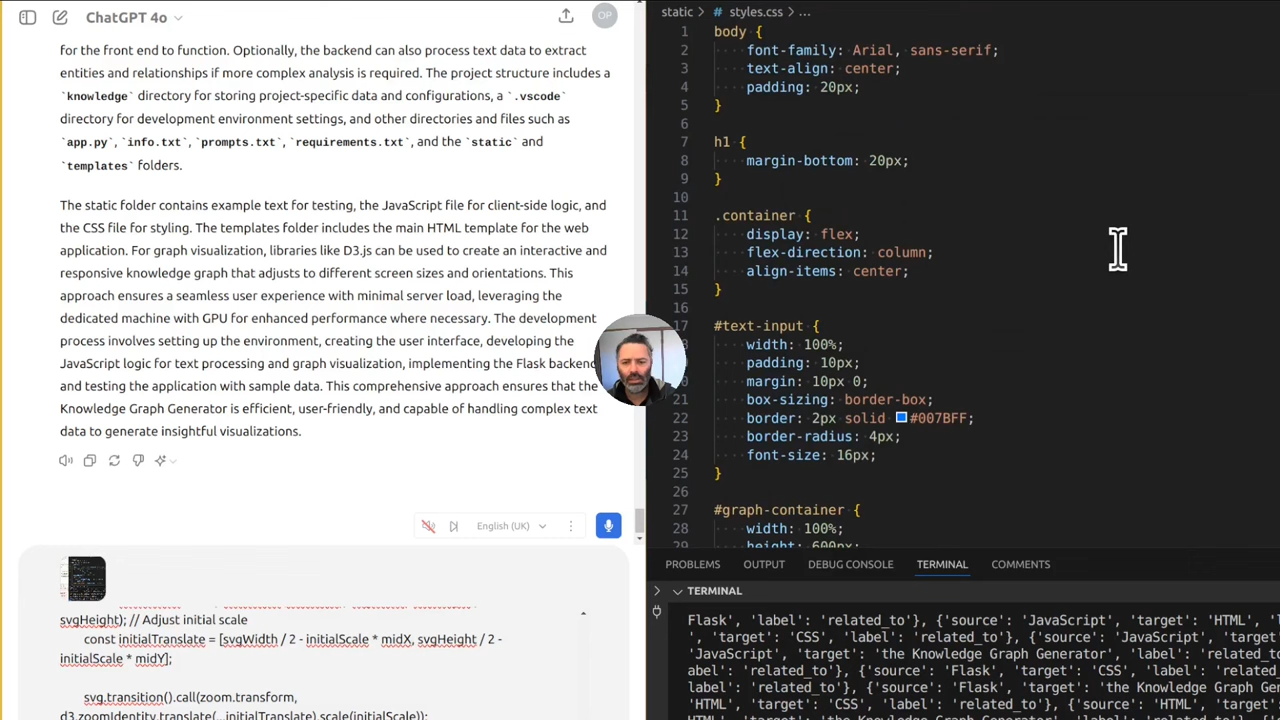 ChatGPT 4o
OP
for the front end to function. Optionally, the backend can also process text data to extract
entities and relationships if more complex analysis is required. The project structure includes a
`knowledge` directory for storing project-specific data and configurations, a `.vscode`
directory for development environment settings, and other directories and files such as
`app.py`, `info.txt`, `prompts.txt`, `requirements.txt`, and the `static` and
`templates` folders.
The static folder contains example text for testing, the JavaScript file for client-side logic, and
the CSS file for styling. The templates folder includes the main HTML template for the web
application. For graph visualization, libraries like D3.js can be used to create an interactive and
responsive knowledge graph that adjusts to different screen sizes and orientations. This
approach ensures a seamless user experience with minimal server load, leveraging the
dedicated machine with GPU for enhanced performance where necessary. The development
process involves setting up the environment, creating the user interface, developing the
JavaScript logic for text processing and graph visualization, implementing the Flask backend
and testing the application with sample data. This comprehensive approach ensures that the
Knowledge Graph Generator is efficient, user-friendly, and capable of handling complex text
data to generate insightful visualizations.
English (UK)
svgHeight); // Adjust initial scale
const initialTranslate = [svgWidth / 2 - initialScale * midX, svgHeight / 2 -
initialScale * midY];
svg.transition().call(zoom.transform,
d3.zoomIdentity.translate(...initialTranslate).scale(initialScale));
static > # styles.css > ...
1 body {
2 font-family: Arial, sans-serif;
3 text-align: center;
4 padding: 20px;
5 }
6
7 h1 {
8 margin-bottom: 20px;
9 }
10
11 .container {
12 display: flex;
13 flex-direction: column;
14 align-items: center;
15 }
16
17 #text-input {
18 width: 100%;
19 padding: 10px;
20 margin: 10px 0;
21 box-sizing: border-box;
22 border: 2px solid #007BFF;
23 border-radius: 4px;
24 font-size: 16px;
25 }
26
27 #graph-container {
28 width: 100%;
29 height: 600px;
PROBLEMS OUTPUT DEBUG CONSOLE TERMINAL COMMENTS
TERMINAL
Flask', 'label': 'related_to'}, {'source': 'JavaScript', 'target': 'HTML', 'l
', 'target': 'CSS', 'label': 'related_to'}, {'source': 'JavaScript', 'target':
'JavaScript', 'target': 'the Knowledge Graph Generator', 'label': 'related_to
abel': 'related_to'}, {'source': 'Flask', 'target': 'CSS', 'label': 'related_
label': 'related_to'}, {'source': 'Flask', 'target': 'the Knowledge Graph Gen
'HTML', 'target': 'CSS', 'label': 'related_to'}, {'source': 'HTML', 'target':